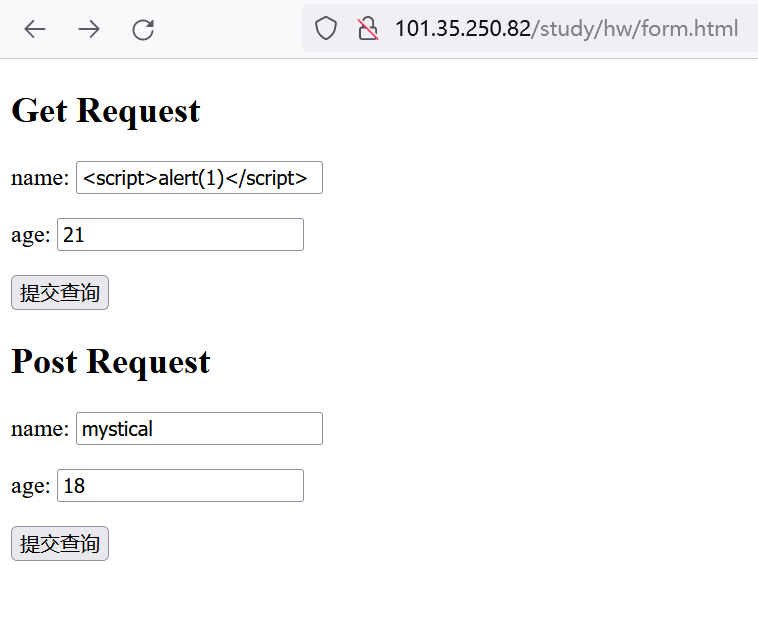 101.35.250.82/study/hw/form.html
Get Request
name: <script>alert(1)</script>
age: 21
提交查询
Post Request
name: mystical
age: 18
提交查询